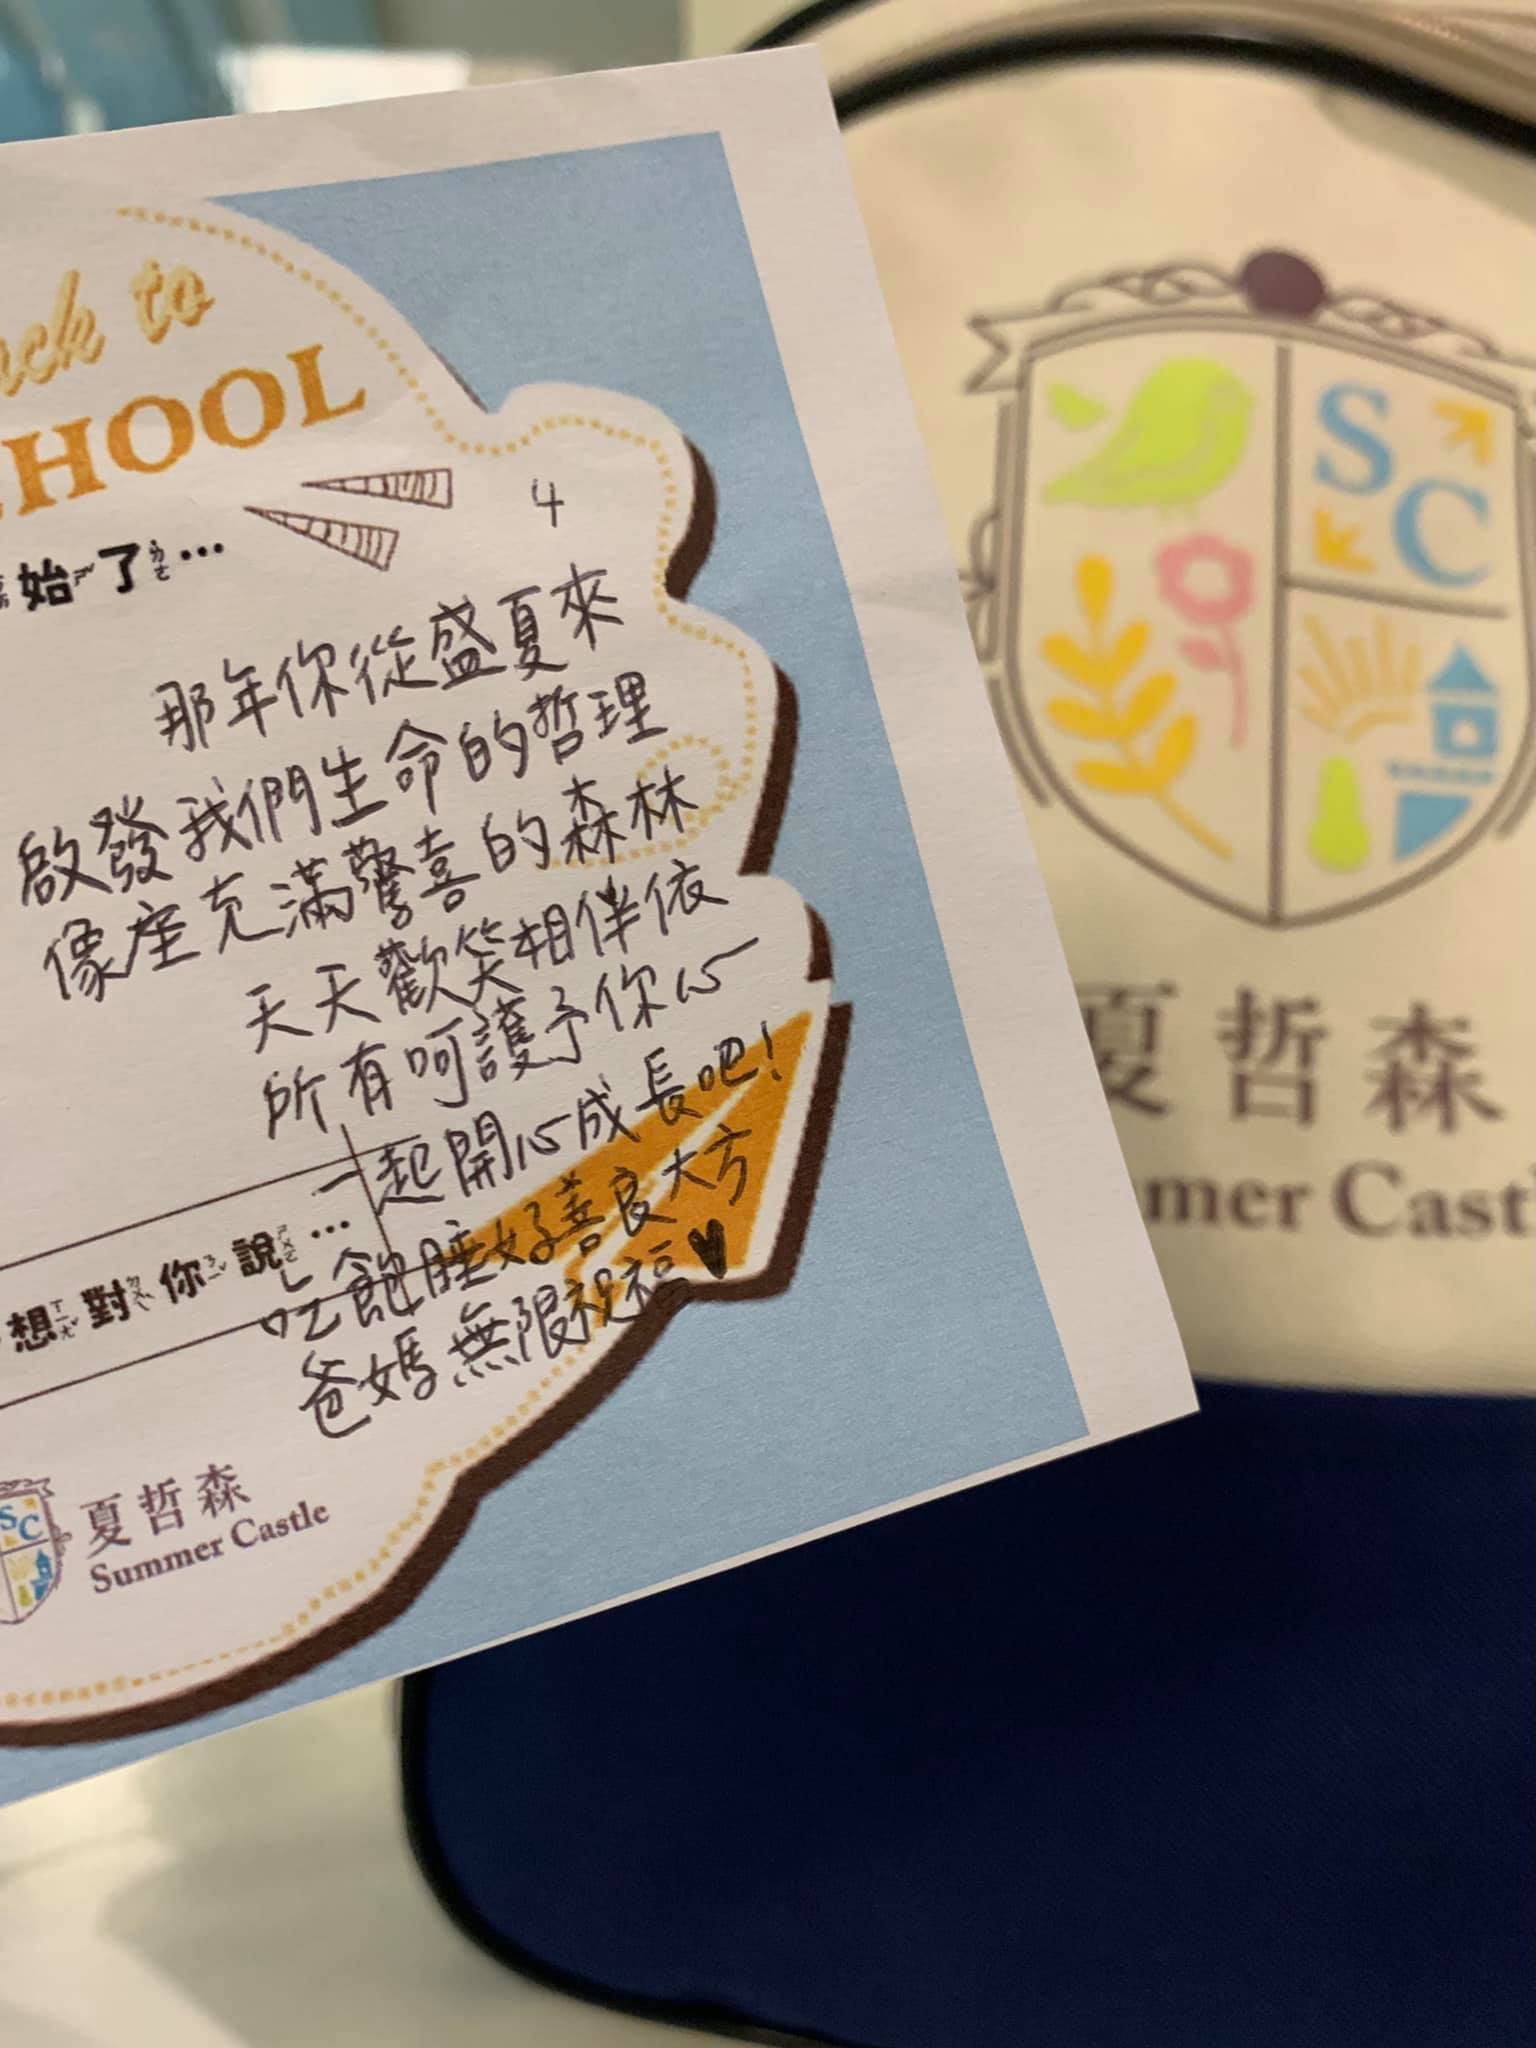 ck to
HOOL
始了...
4
那年你從盛夏來
啟發我們生命的哲理
像座充滿驚喜的森林
天天歡笑相伴依
所有呵護予你心
一起開心成長吧！
吃飽睡好善良大方
爸媽無限祝福♥
想對你說...
SC
夏哲森
Summer Castle
SC
夏哲森
mer Castl